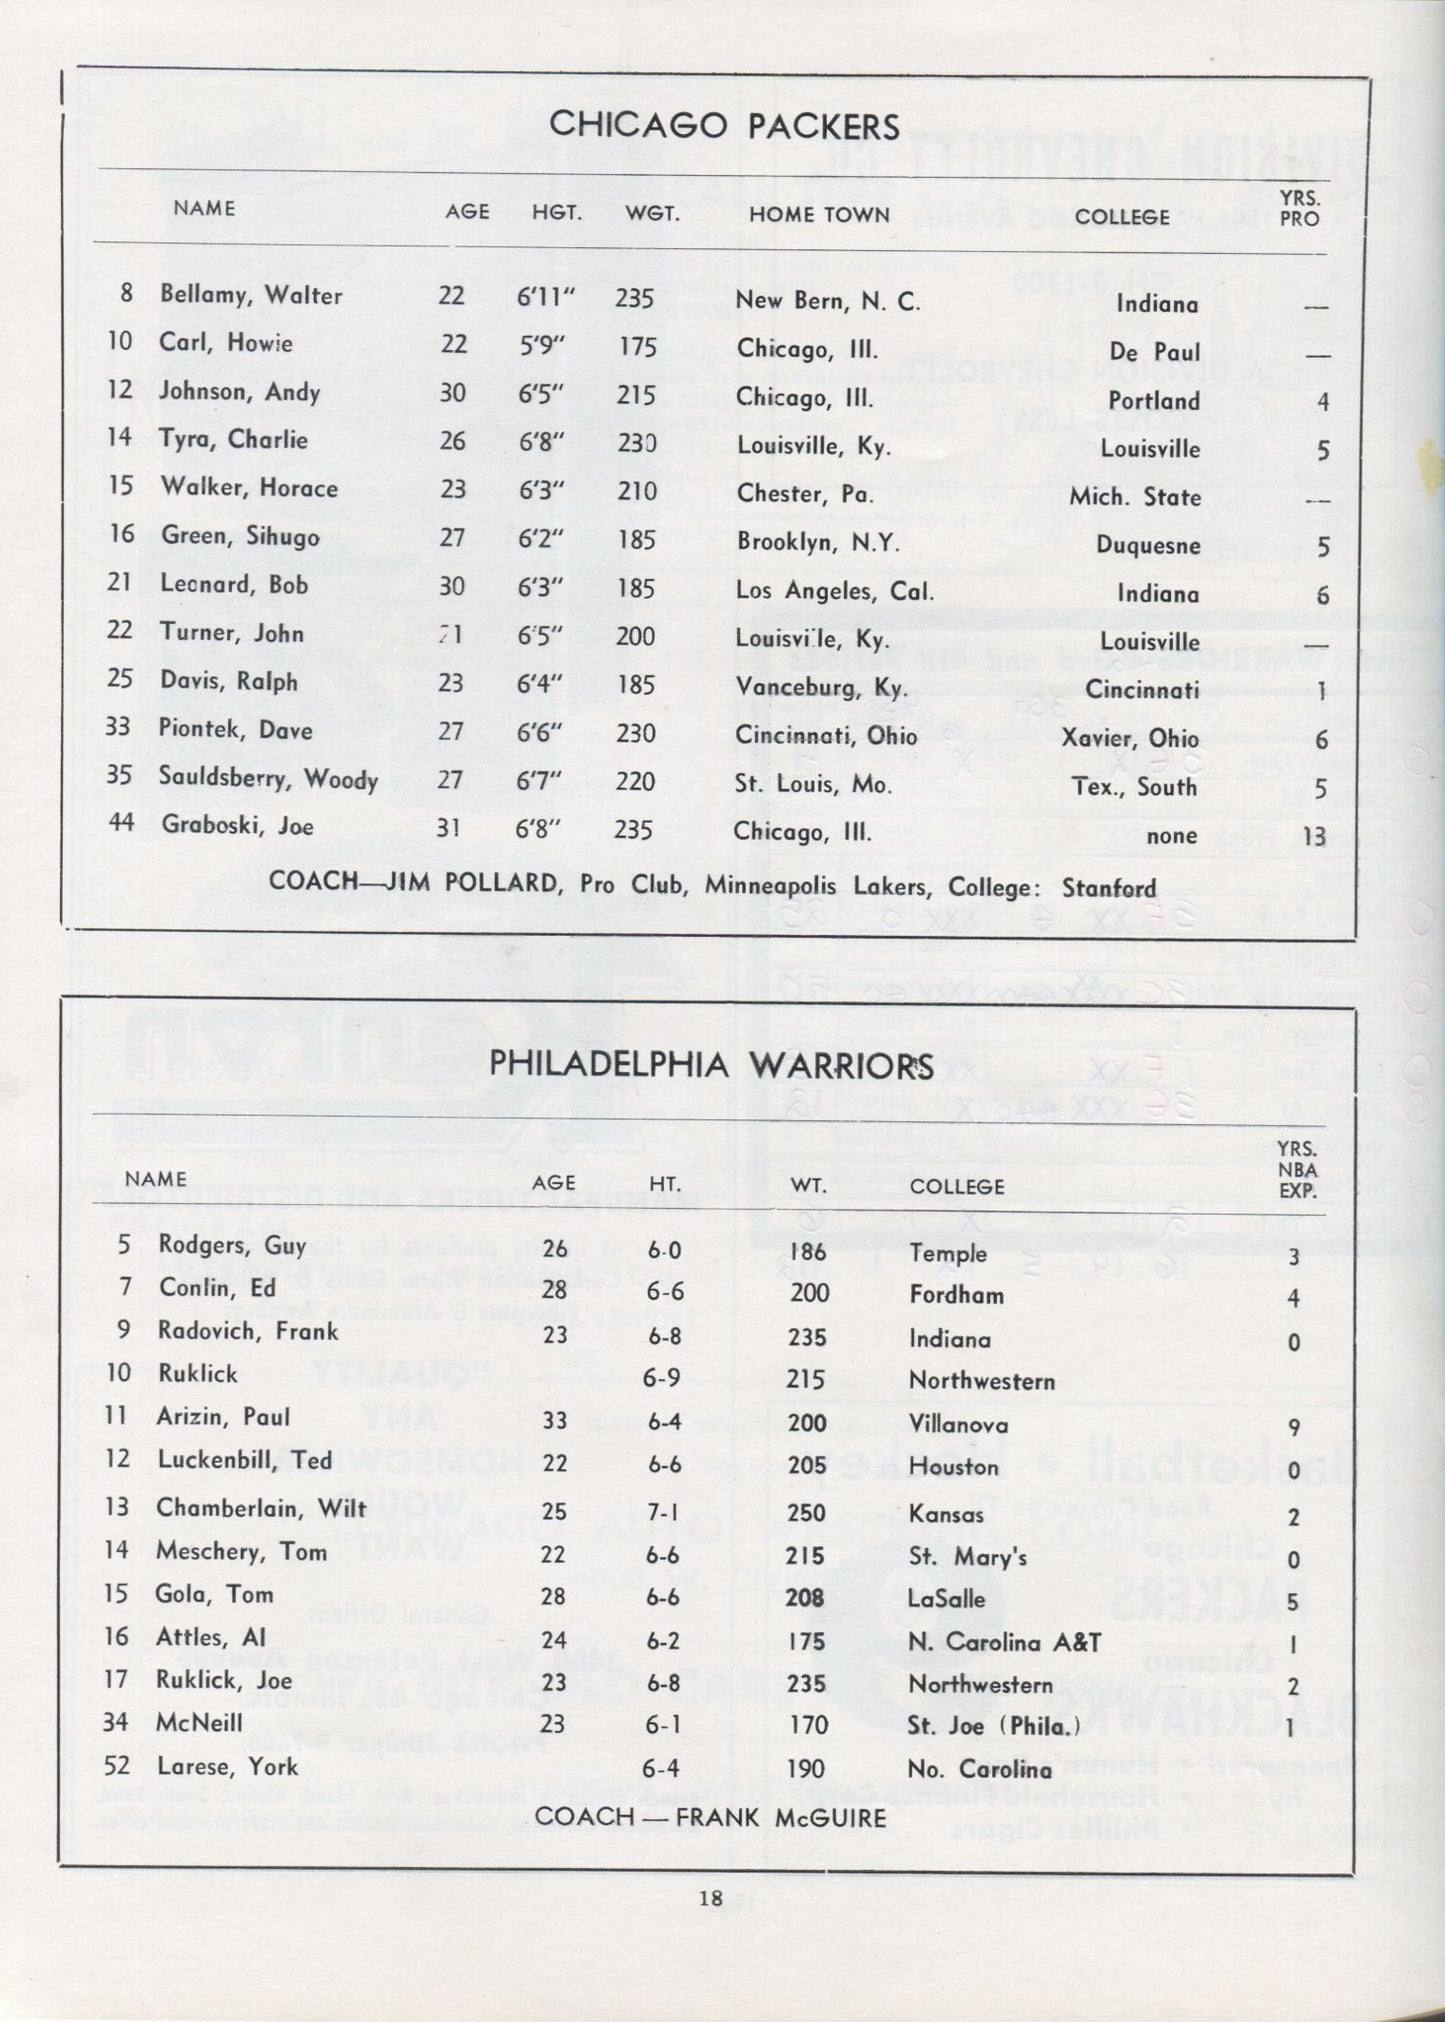 CHICAGO PACKERS
NAME AGE HGT. WGT. HOME TOWN COLLEGE YRS. PRO
8 Bellamy, Walter 22 6'11" 235 New Bern, N. C. Indiana —
10 Carl, Howie 22 5'9" 175 Chicago, Ill. De Paul —
12 Johnson, Andy 30 6'5" 215 Chicago, Ill. Portland 4
14 Tyra, Charlie 26 6'8" 230 Louisville, Ky. Louisville 5
15 Walker, Horace 23 6'3" 210 Chester, Pa. Mich. State —
16 Green, Sihugo 27 6'2" 185 Brooklyn, N.Y. Duquesne 5
21 Leonard, Bob 30 6'3" 185 Los Angeles, Cal. Indiana 6
22 Turner, John 6'5" 200 Louisville, Ky. Louisville —
25 Davis, Ralph 23 6'4" 185 Vanceburg, Ky. Cincinnati 1
33 Piontek, Dave 27 6'6" 230 Cincinnati, Ohio Xavier, Ohio 6
35 Sauldsberry, Woody 27 6'7" 220 St. Louis, Mo. Tex., South 5
44 Graboski, Joe 31 6'8" 235 Chicago, Ill. none 13
COACH—JIM POLLARD, Pro Club, Minneapolis Lakers, College: Stanford
PHILADELPHIA WARRIORS
NAME AGE HT. WT. COLLEGE YRS. NBA EXP.
5 Rodgers, Guy 26 6-0 186 Temple 3
7 Conlin, Ed 28 6-6 200 Fordham 4
9 Radovich, Frank 23 6-8 235 Indiana 0
10 Ruklick 6-9 215 Northwestern
11 Arizin, Paul 33 6-4 200 Villanova 9
12 Luckenbill, Ted 22 6-6 205 Houston 0
13 Chamberlain, Wilt 25 7-1 250 Kansas 2
14 Meschery, Tom 22 6-6 215 St. Mary's 0
15 Gola, Tom 28 6-6 208 LaSalle 5
16 Attles, Al 24 6-2 175 N. Carolina A&T 1
17 Ruklick, Joe 23 6-8 235 Northwestern 2
34 McNeill 23 6-1 170 St. Joe (Phila.) 1
52 Larese, York 6-4 190 No. Carolina
COACH — FRANK McGUIRE
18